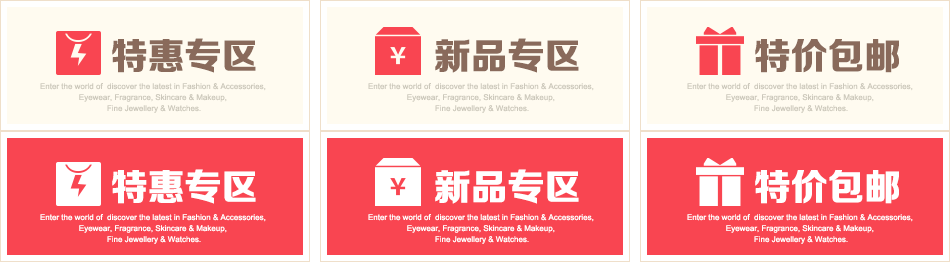 特惠专区
Enter the world of discover the latest in Fashion & Accessories,
Eyewear, Fragrance, Skincare & Makeup,
Fine Jewellery & Watches.
¥
新品专区
Enter the world of discover the latest in Fashion & Accessories,
Eyewear, Fragrance, Skincare & Makeup,
Fine Jewellery & Watches.
特价包邮
Enter the world of discover the latest in Fashion & Accessories,
Eyewear, Fragrance, Skincare & Makeup,
Fine Jewellery & Watches.
特惠专区
Enter the world of discover the latest in Fashion & Accessories,
Eyewear, Fragrance, Skincare & Makeup,
Fine Jewellery & Watches.
¥
新品专区
Enter the world of discover the latest in Fashion & Accessories,
Eyewear, Fragrance, Skincare & Makeup,
Fine Jewellery & Watches.
特价包邮
Enter the world of discover the latest in Fashion & Accessories,
Eyewear, Fragrance, Skincare & Makeup,
Fine Jewellery & Watches.